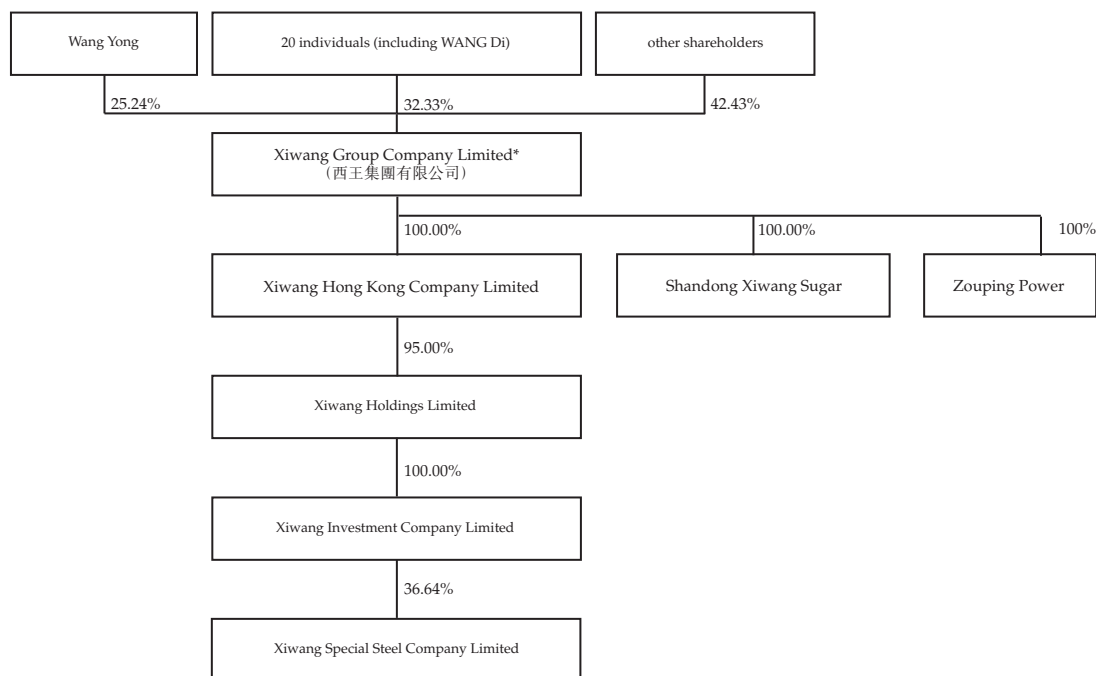 Wang Yong
20 individuals (including WANG Di)
other shareholders
25.24%
32.33%
42.43%
Xiwang Group Company Limited*
(西王集團有限公司)
100.00%
100.00%
100%
Xiwang Hong Kong Company Limited
Shandong Xiwang Sugar
Zouping Power
95.00%
Xiwang Holdings Limited
100.00%
Xiwang Investment Company Limited
36.64%
Xiwang Special Steel Company Limited